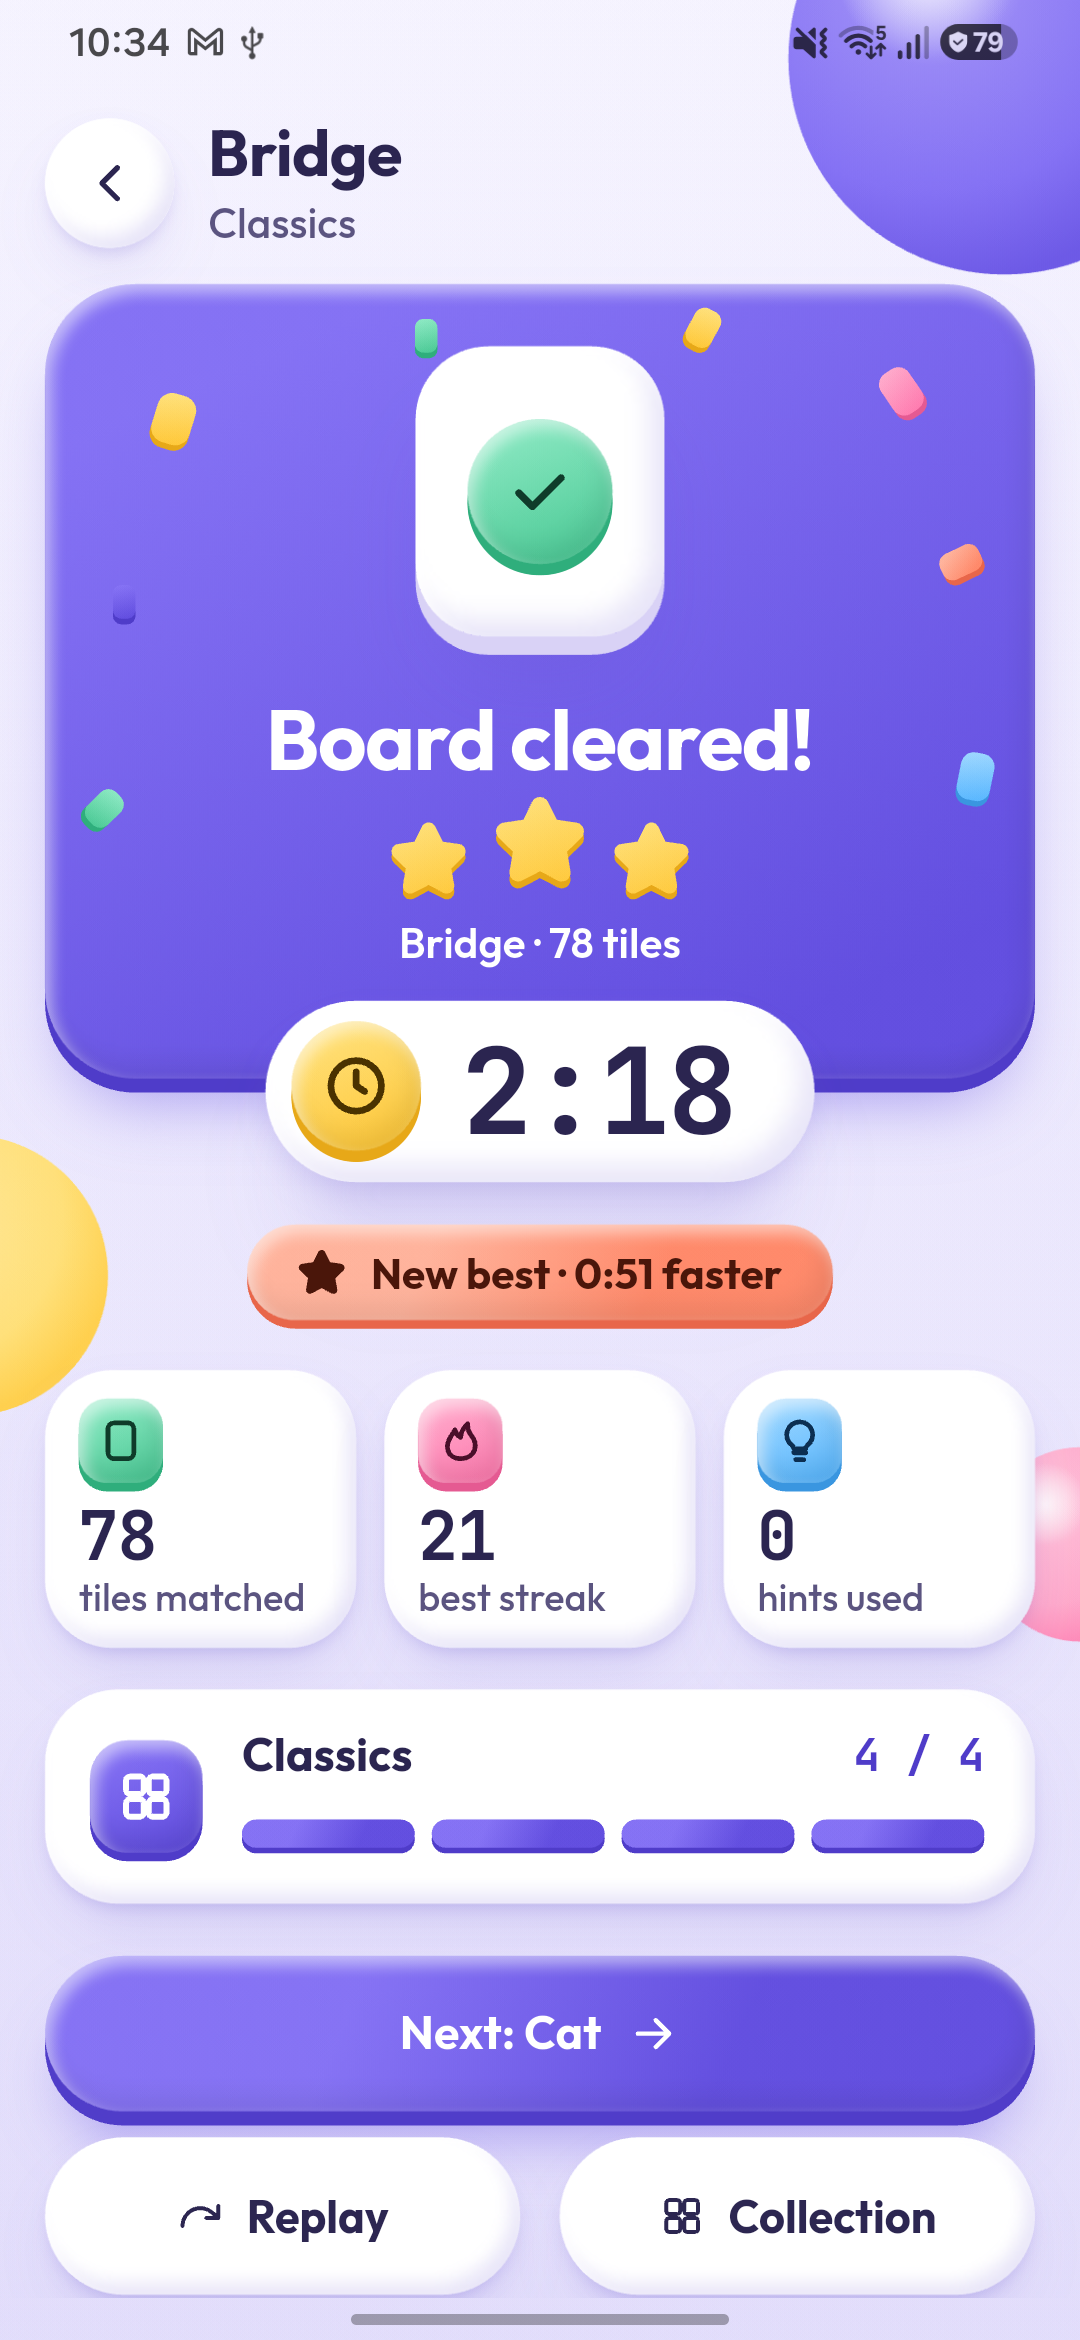 10:34
5
79
Bridge
Classics
Board cleared!
Bridge · 78 tiles
2:18
New best · 0:51 faster
78
tiles matched
21
best streak
0
hints used
Classics
4 / 4
Next: Cat
Replay
Collection